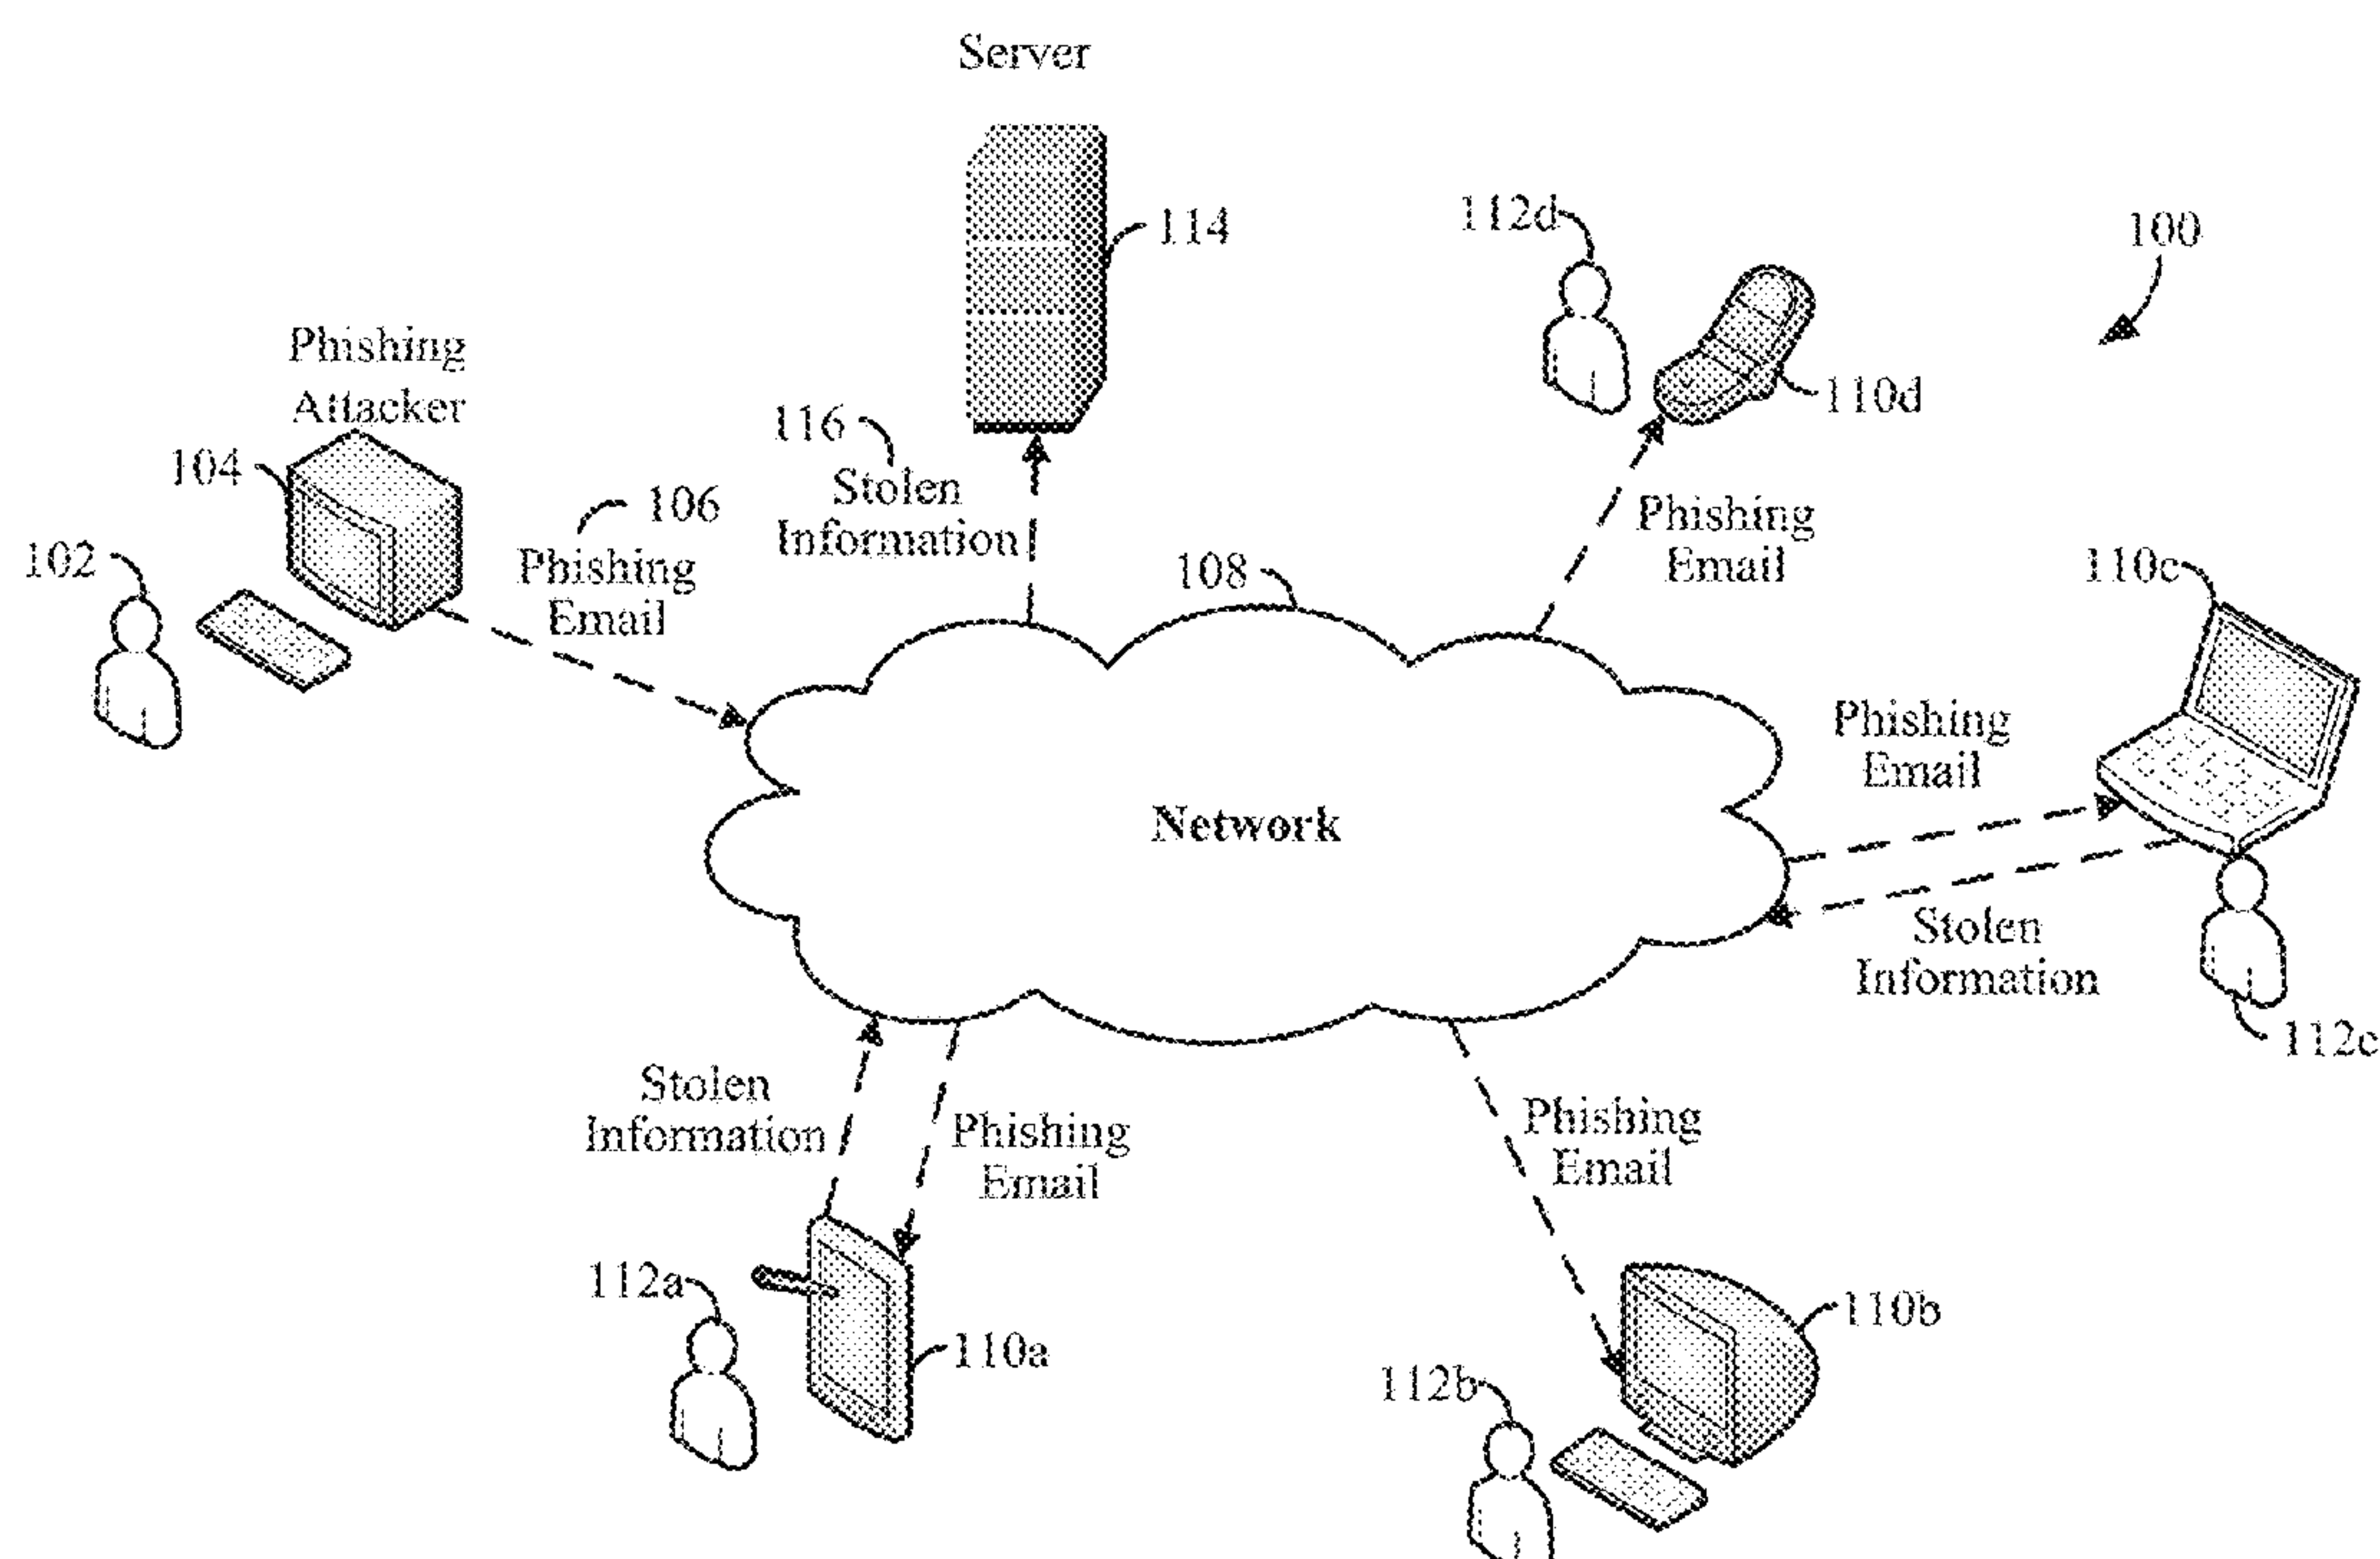 Server
114
112d
100
Phishing
Attacker
110d
116
104
Stolen
Information
106
Phishing
Email
Phishing
Email
102
108
110c
Phishing
Email
Network
Stolen
Information
112c
Stolen
Information
Phishing
Email
Phishing
Email
112a
110a
110b
112b